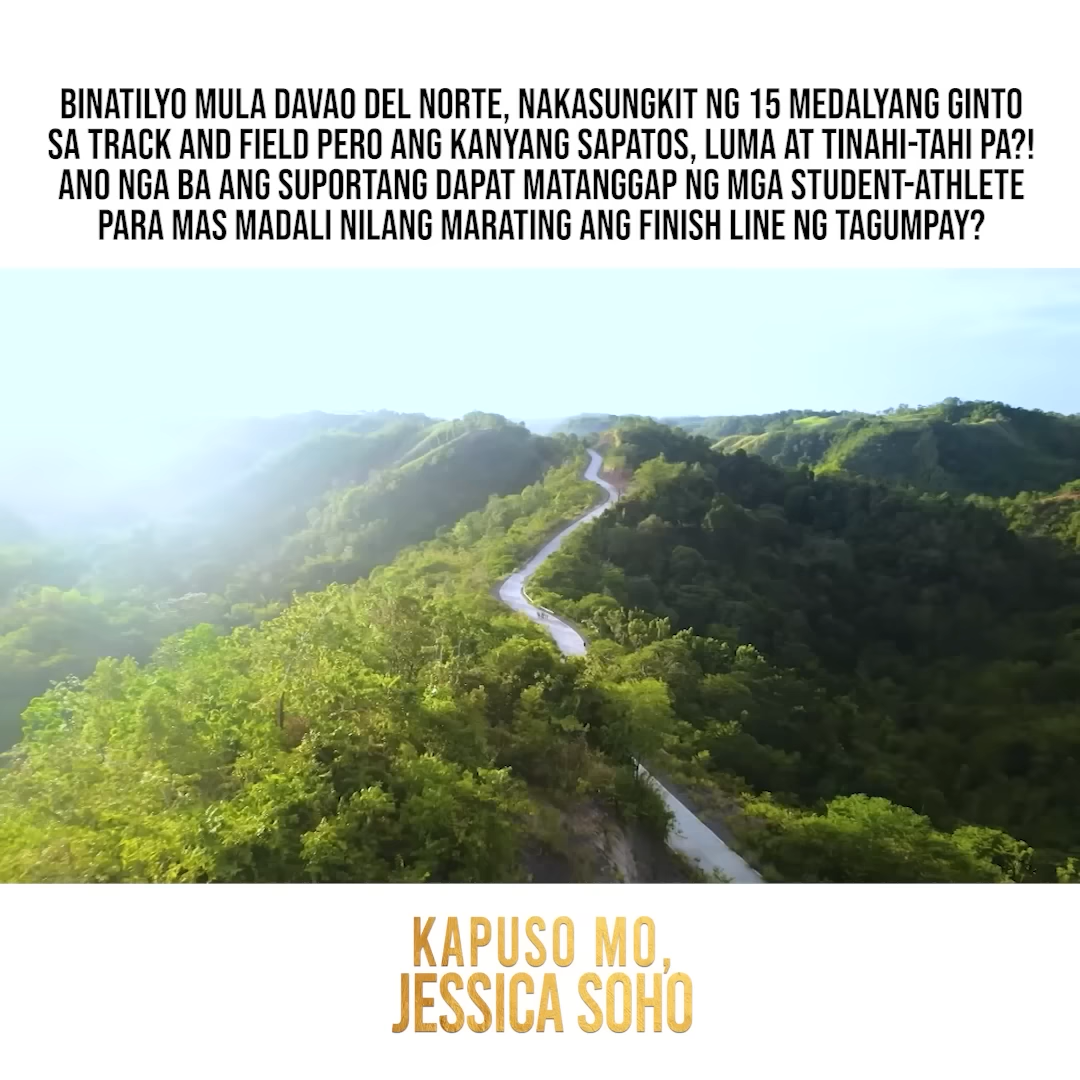 BINATILYO MULA DAVAO DEL NORTE, NAKASUNGKIT NG 15 MEDALYANG GINTO
SA TRACK AND FIELD PERO ANG KANYANG SAPATOS, LUMA AT TINAHI-TAHI PA?!
ANO NGA BA ANG SUPORTANG DAPAT MATANGGAP NG MGA STUDENT-ATHLETE
PARA MAS MADALI NILANG MARATING ANG FINISH LINE NG TAGUMPAY?
KAPUSO MO,
JESSICA SOHO